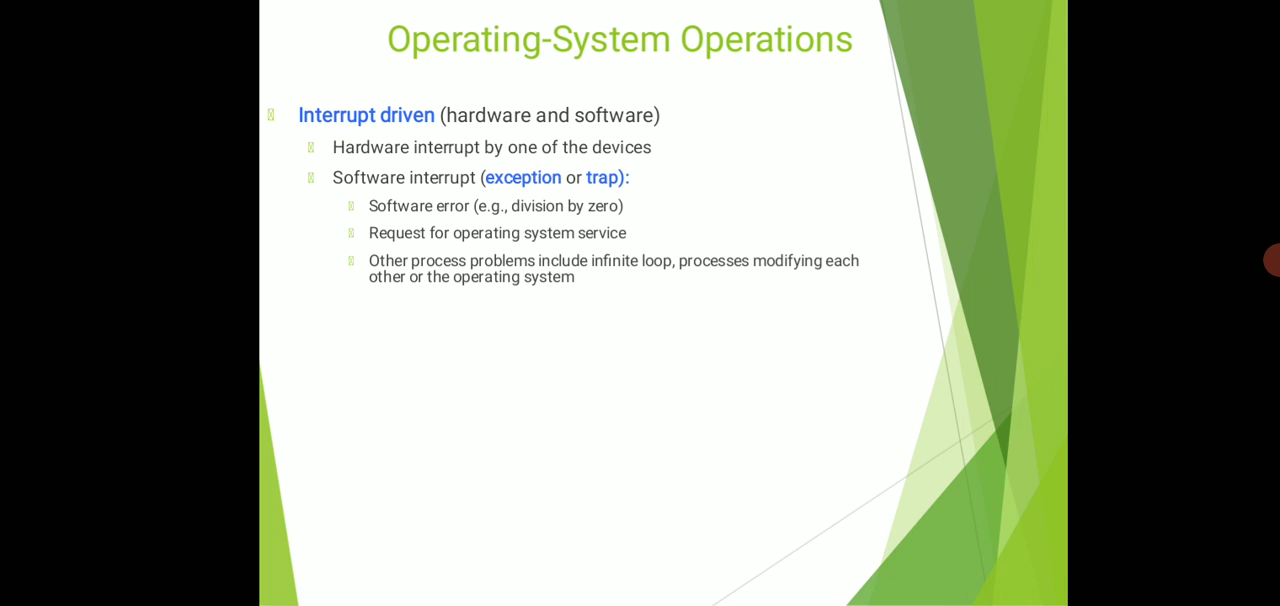 Operating-System Operations
Interrupt driven (hardware and software)
Hardware interrupt by one of the devices
Software interrupt (exception or trap):
Software error (e.g., division by zero)
Request for operating system service
Other process problems include infinite loop, processes modifying each
other or the operating system